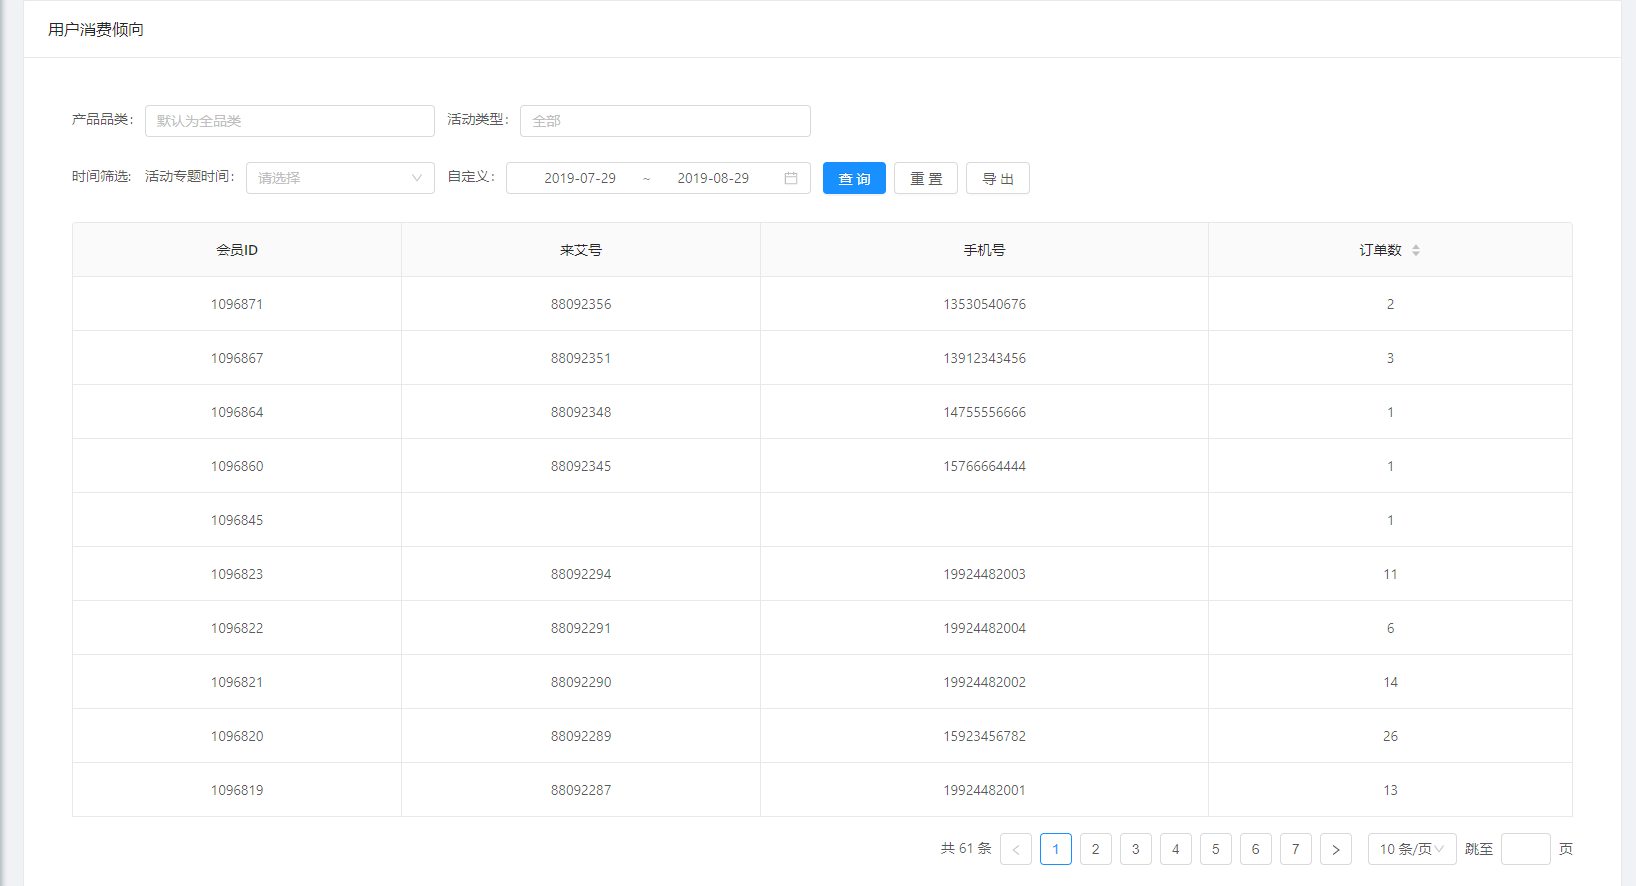 用户消费倾向
产品品类: 默认为全品类 活动类型: 全部
时间筛选: 活动专题时间: 请选择 自定义: 2019-07-29 ~ 2019-08-29 查 询 重 置 导 出
会员ID 来艾号 手机号 订单数
1096871 88092356 13530540676 2
1096867 88092351 13912343456 3
1096864 88092348 14755556666 1
1096860 88092345 15766664444 1
1096845 1
1096823 88092294 19924482003 11
1096822 88092291 19924482004 6
1096821 88092290 19924482002 14
1096820 88092289 15923456782 26
1096819 88092287 19924482001 13
共 61 条 < 1 2 3 4 5 6 7 > 10 条/页 跳至 页